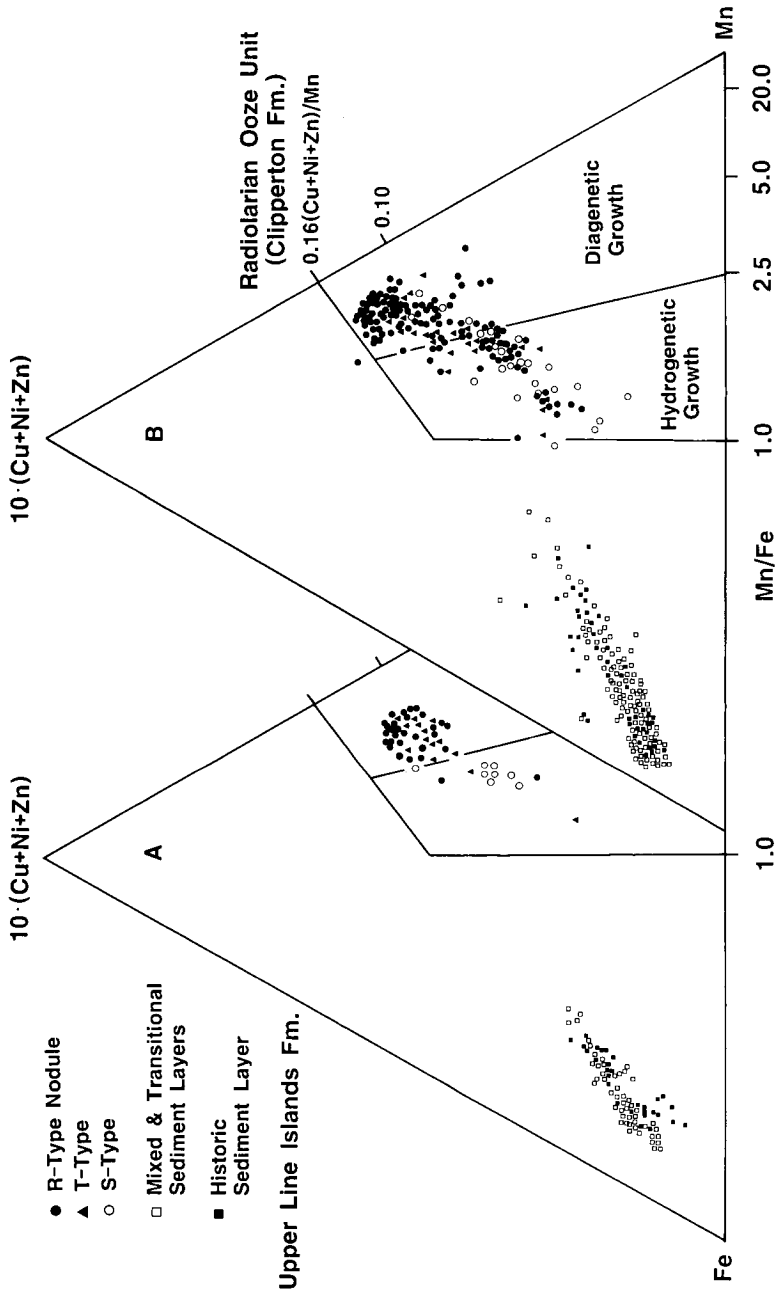 10·(Cu+Ni+Zn)
A
● R-Type Nodule
▲ T-Type
○ S-Type
□ Mixed & Transitional
Sediment Layers
■ Historic
Sediment Layer
Upper Line Islands Fm.
Fe
1.0
10·(Cu+Ni+Zn)
B
Radiolarian Ooze Unit
(Clipperton Fm.)
0.16(Cu+Ni+Zn)/Mn
0.10
Diagenetic
Growth
Hydrogenetic
Growth
Mn
1.0
2.5
5.0
20.0
Mn/Fe